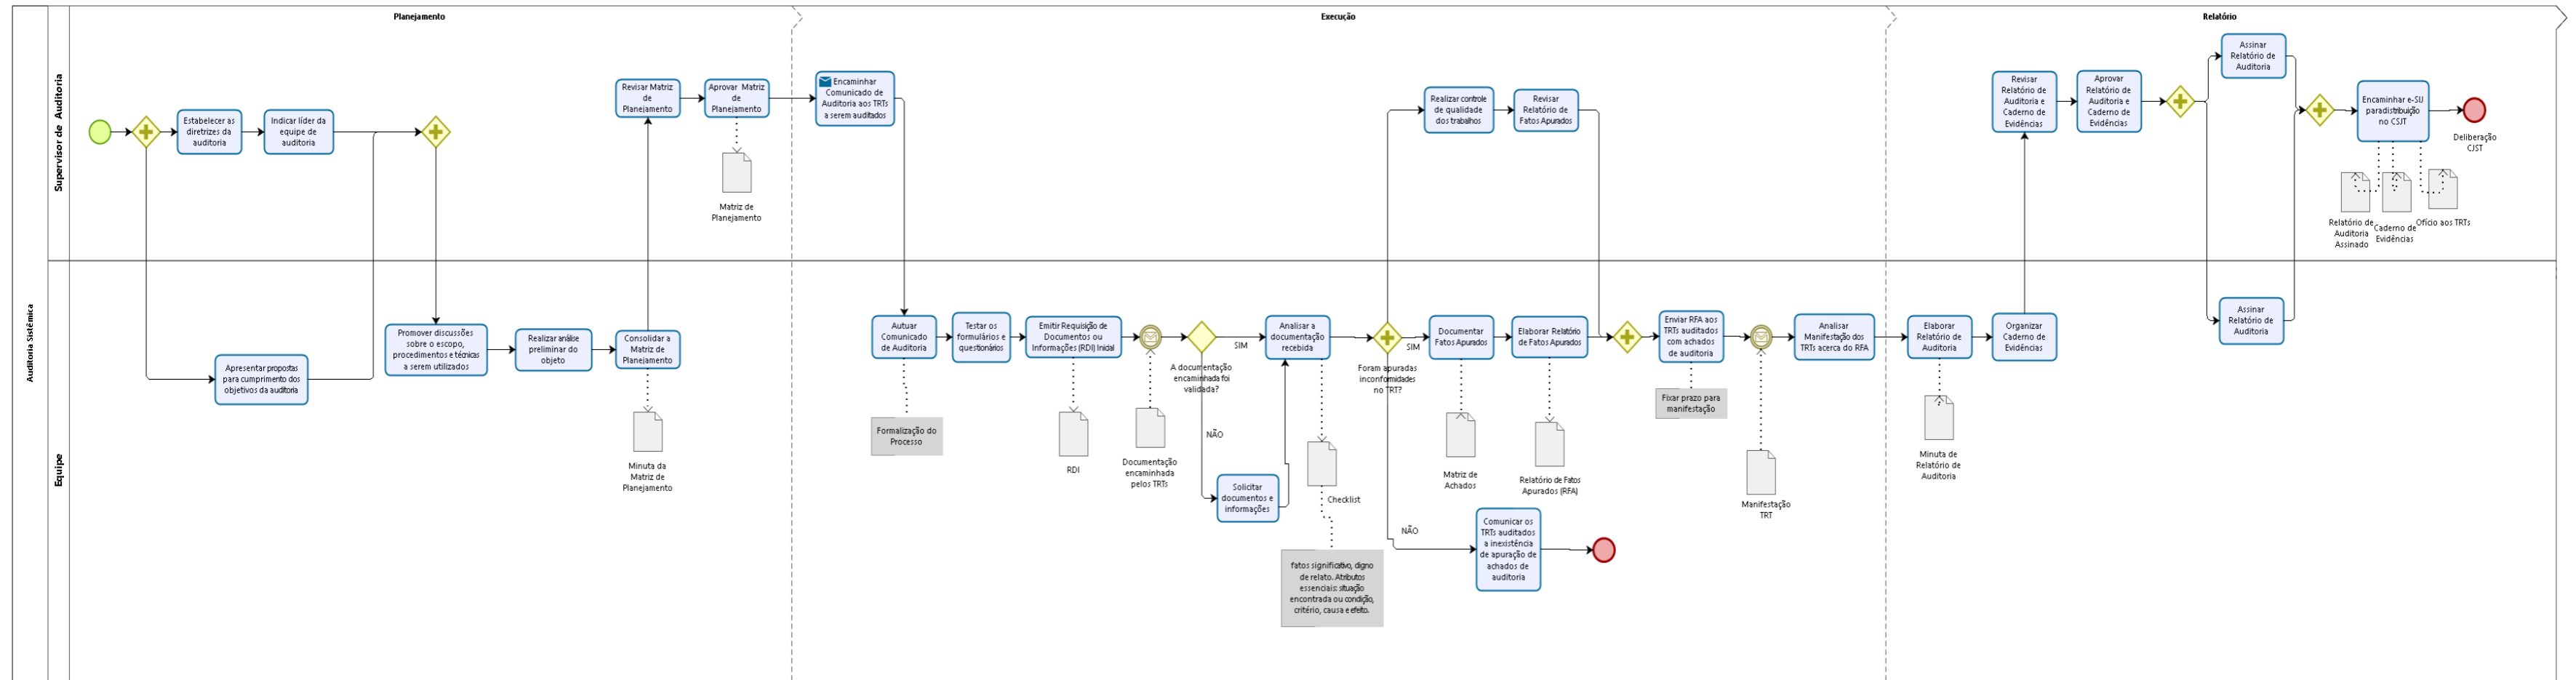 Planejamento
Execução
Relatório
Auditoria Sistêmica
Supervisor de Auditoria
Equipe
Estabelecer as
diretrizes da
auditoria
Indicar líder da
equipe de
auditoria
Apresentar propostas
para cumprimento dos
objetivos da auditoria
Promover discussões
sobre o escopo,
procedimentos e técnicas
a serem utilizados
Realizar análise
preliminar do
objeto
Consolidar a
Matriz de
Planejamento
Minuta da
Matriz de
Planejamento
Revisar Matriz
de
Planejamento
Aprovar Matriz
de
Planejamento
Matriz de
Planejamento
Encaminhar
Comunicado de
Auditoria aos TRTs
a serem auditados
Autuar
Comunicado
de Auditoria
Formalização do
Processo
Testar os
formulários e
questionários
Emitir Requisição de
Documentos ou
Informações (RDI) Inicial
RDI
Documentação
encaminhada
pelos TRTs
A documentação
encaminhada foi
validada?
SIM
NÃO
Solicitar
documentos e
informações
Analisar a
documentação
recebida
Checklist
fatos significativo, digno
de relato. Atributos
essenciais: situação
encontrada ou condição,
critério, causa e efeito.
Foram apuradas
inconformidades
no TRT?
SIM
NÃO
Realizar controle
de qualidade
dos trabalhos
Revisar
Relatório de
Fatos Apurados
Documentar
Fatos Apurados
Matriz de
Achados
Elaborar Relatório
de Fatos Apurados
Relatório de Fatos
Apurados (RFA)
Comunicar os
TRTs auditados
a inexistência
de apuração de
achados de
auditoria
Enviar RFA aos
TRTs auditados
com achados
de auditoria
Fixar prazo para
manifestação
Manifestação
TRT
Analisar
Manifestação dos
TRTs acerca do RFA
Elaborar
Relatório de
Auditoria
Minuta de
Relatório de
Auditoria
Organizar
Caderno de
Evidências
Revisar
Relatório de
Auditoria e
Caderno de
Evidências
Aprovar
Relatório de
Auditoria e
Caderno de
Evidências
Assinar
Relatório de
Auditoria
Assinar
Relatório de
Auditoria
Encaminhar e-SIJ
paradistribuição
no CSJT
Relatório de
Auditoria
Assinado
Caderno de
Evidências
Ofício aos TRTs
Deliberação
CJST